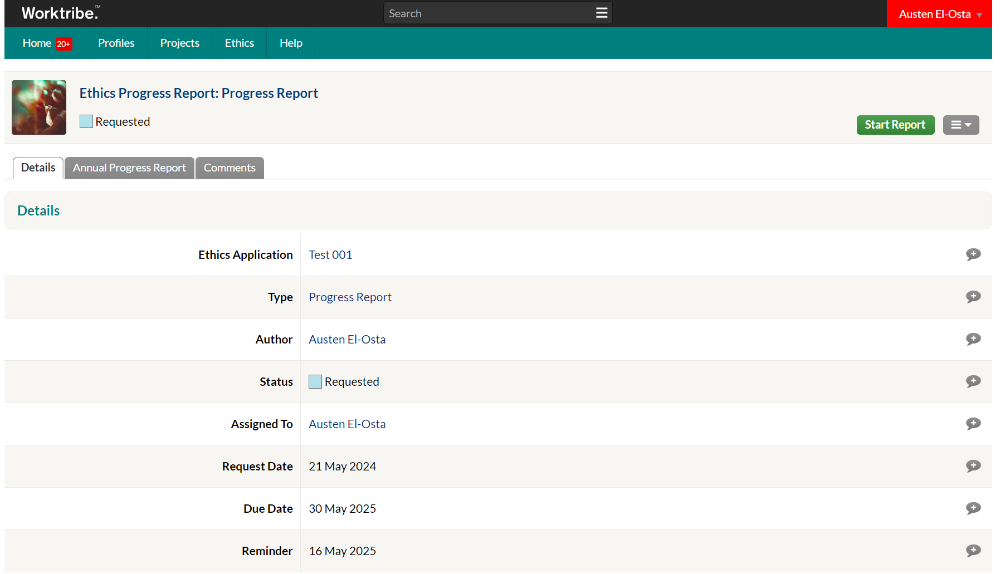 Worktribe.™
Search
Austen El-Osta
Home 20+ Profiles Projects Ethics Help
Ethics Progress Report: Progress Report
Requested
Start Report
Details Annual Progress Report Comments
Details
Ethics Application Test 001
Type Progress Report
Author Austen El-Osta
Status Requested
Assigned To Austen El-Osta
Request Date 21 May 2024
Due Date 30 May 2025
Reminder 16 May 2025